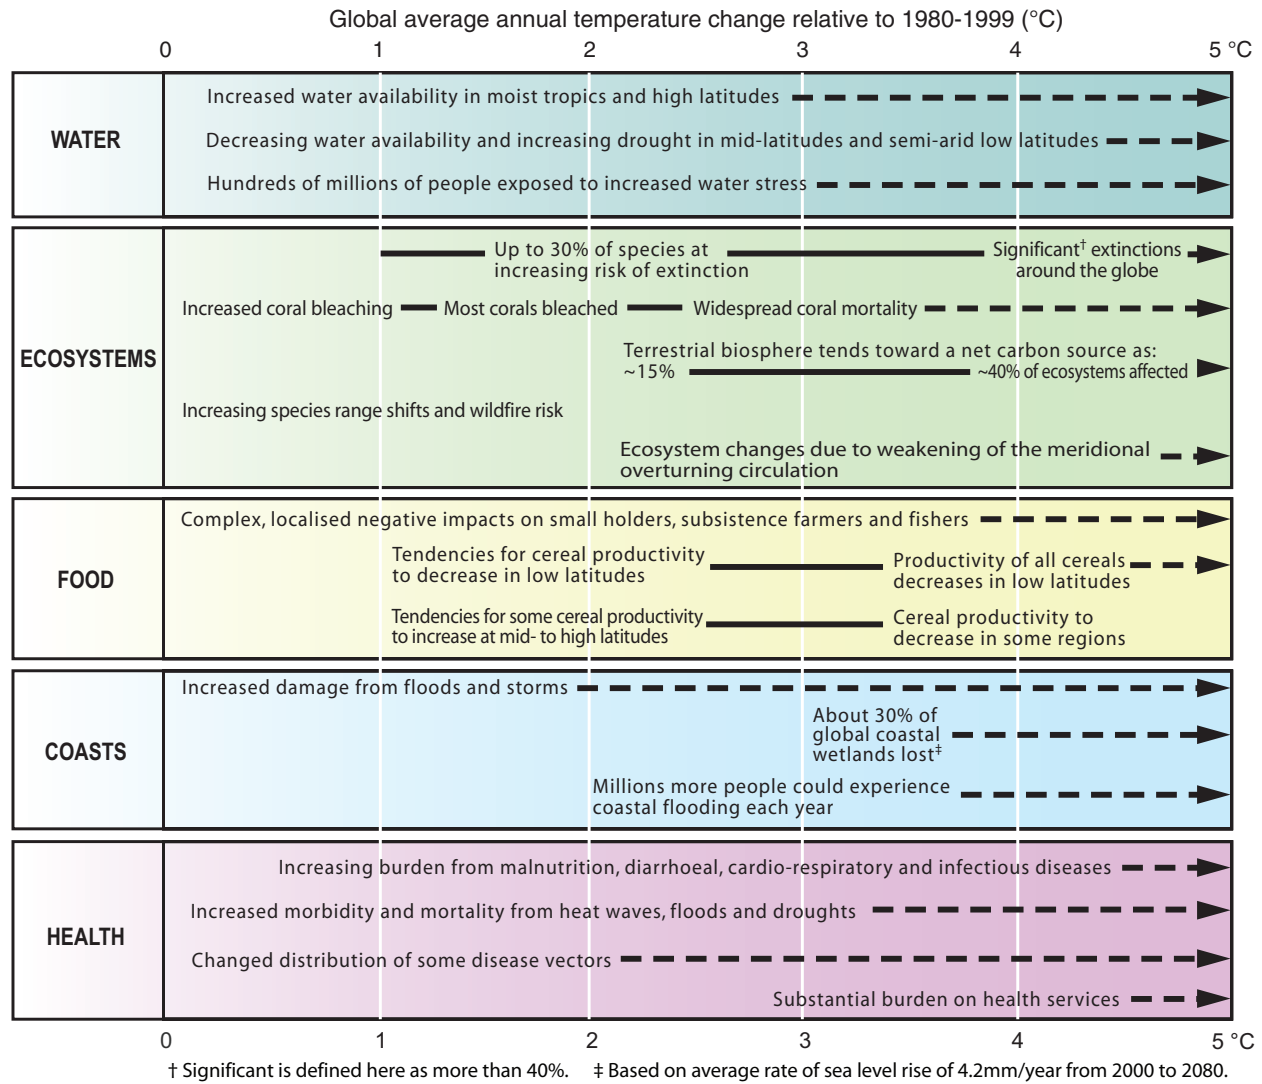 Global average annual temperature change relative to 1980-1999 (°C)
0 1 2 3 4 5 °C
WATER
Increased water availability in moist tropics and high latitudes
Decreasing water availability and increasing drought in mid-latitudes and semi-arid low latitudes
Hundreds of millions of people exposed to increased water stress
ECOSYSTEMS
Up to 30% of species at
increasing risk of extinction
Significant† extinctions
around the globe
Increased coral bleaching Most corals bleached Widespread coral mortality
Terrestrial biosphere tends toward a net carbon source as:
~15% ~40% of ecosystems affected
Increasing species range shifts and wildfire risk
Ecosystem changes due to weakening of the meridional
overturning circulation
FOOD
Complex, localised negative impacts on small holders, subsistence farmers and fishers
Tendencies for cereal productivity
to decrease in low latitudes
Productivity of all cereals
decreases in low latitudes
Tendencies for some cereal productivity
to increase at mid- to high latitudes
Cereal productivity to
decrease in some regions
COASTS
Increased damage from floods and storms
About 30% of
global coastal
wetlands lost‡
Millions more people could experience
coastal flooding each year
HEALTH
Increasing burden from malnutrition, diarrhoeal, cardio-respiratory and infectious diseases
Increased morbidity and mortality from heat waves, floods and droughts
Changed distribution of some disease vectors
Substantial burden on health services
0 1 2 3 4 5 °C
† Significant is defined here as more than 40%. ‡ Based on average rate of sea level rise of 4.2mm/year from 2000 to 2080.